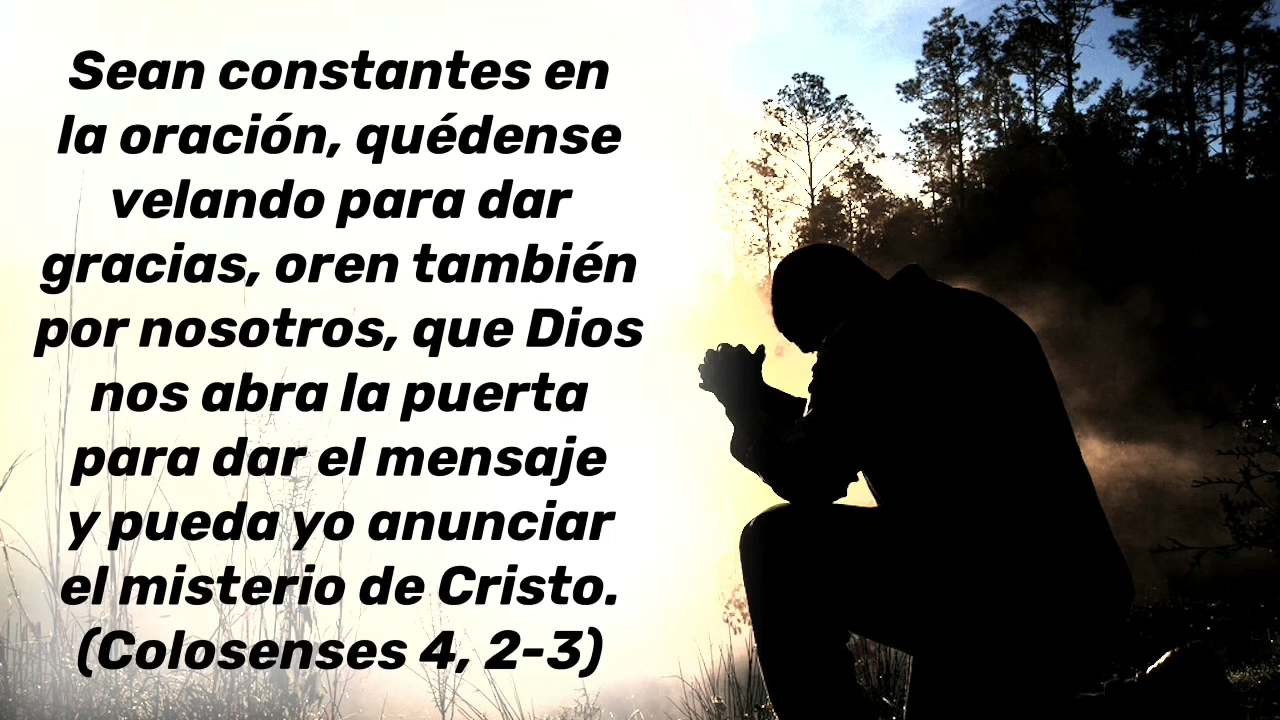 Sean constantes en
la oración, quédense
velando para dar
gracias, oren también
por nosotros, que Dios
nos abra la puerta
para dar el mensaje
y pueda yo anunciar
el misterio de Cristo.
(Colosenses 4, 2-3)